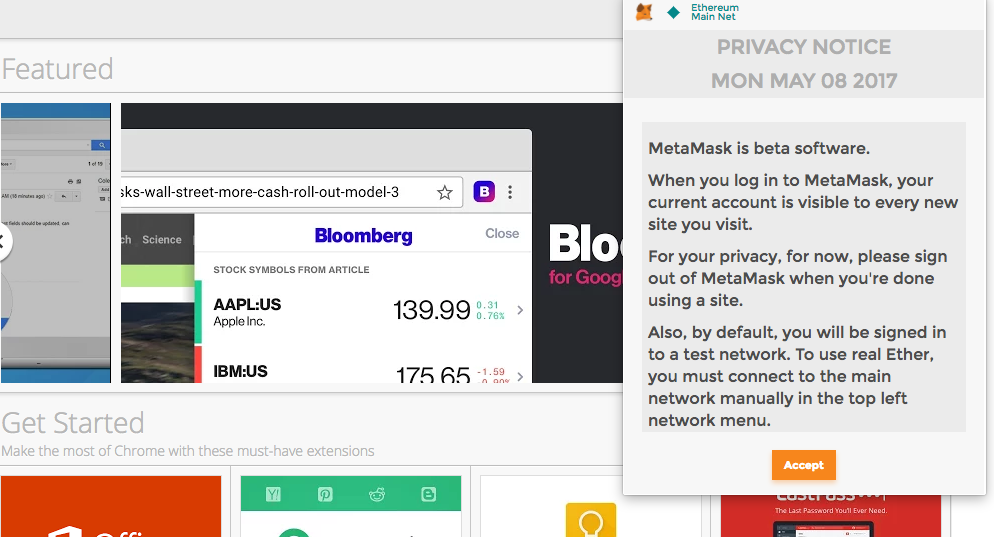 Ethereum
Main Net
PRIVACY NOTICE
MON MAY 08 2017
MetaMask is beta software.
When you log in to MetaMask, your
current account is visible to every new
site you visit.
For your privacy, for now, please sign
out of MetaMask when you're done
using a site.
Also, by default, you will be signed in
to a test network. To use real Ether,
you must connect to the main
network manually in the top left
network menu.
Accept
Featured
1 of 19
AM (18 minutes ago)
nt fields should be updated. can
Colo
Add
sks-wall-street-more-cash-roll-out-model-3
B
ch Science
Bloomberg
Close
STOCK SYMBOLS FROM ARTICLE
AAPL:US
Apple Inc.
139.99
0.31
0.76%
IBM:US
175.65
-1.59
-0.90%
Blo
for Goog
Get Started
Make the most of Chrome with these must-have extensions
Offic
Y!
LastPass
The Last Password You'll Ever Need.